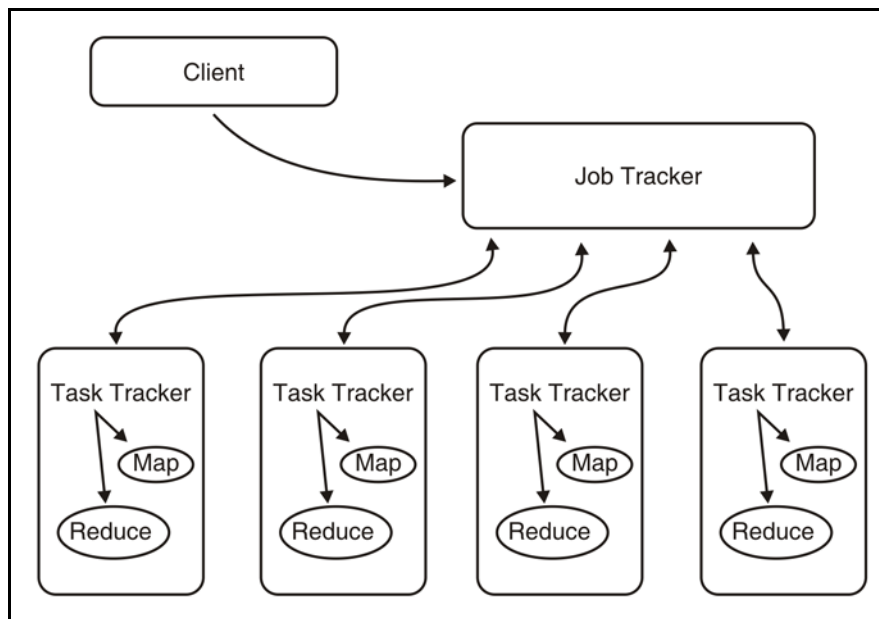 Client
Job Tracker
Task Tracker
Map
Reduce
Task Tracker
Map
Reduce
Task Tracker
Map
Reduce
Task Tracker
Map
Reduce